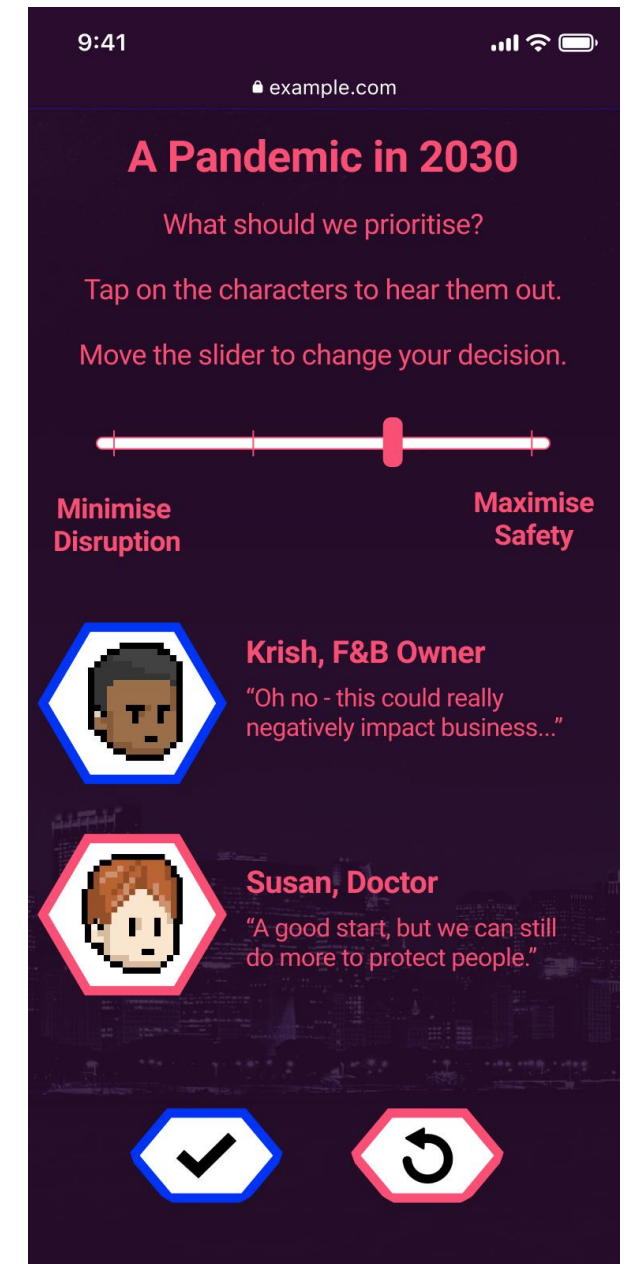 9:41
example.com
A Pandemic in 2030
What should we prioritise?
Tap on the characters to hear them out.
Move the slider to change your decision.
Minimise
Disruption
Maximise
Safety
Krish, F&B Owner
“Oh no - this could really
negatively impact business...”
Susan, Doctor
“A good start, but we can still
do more to protect people.”